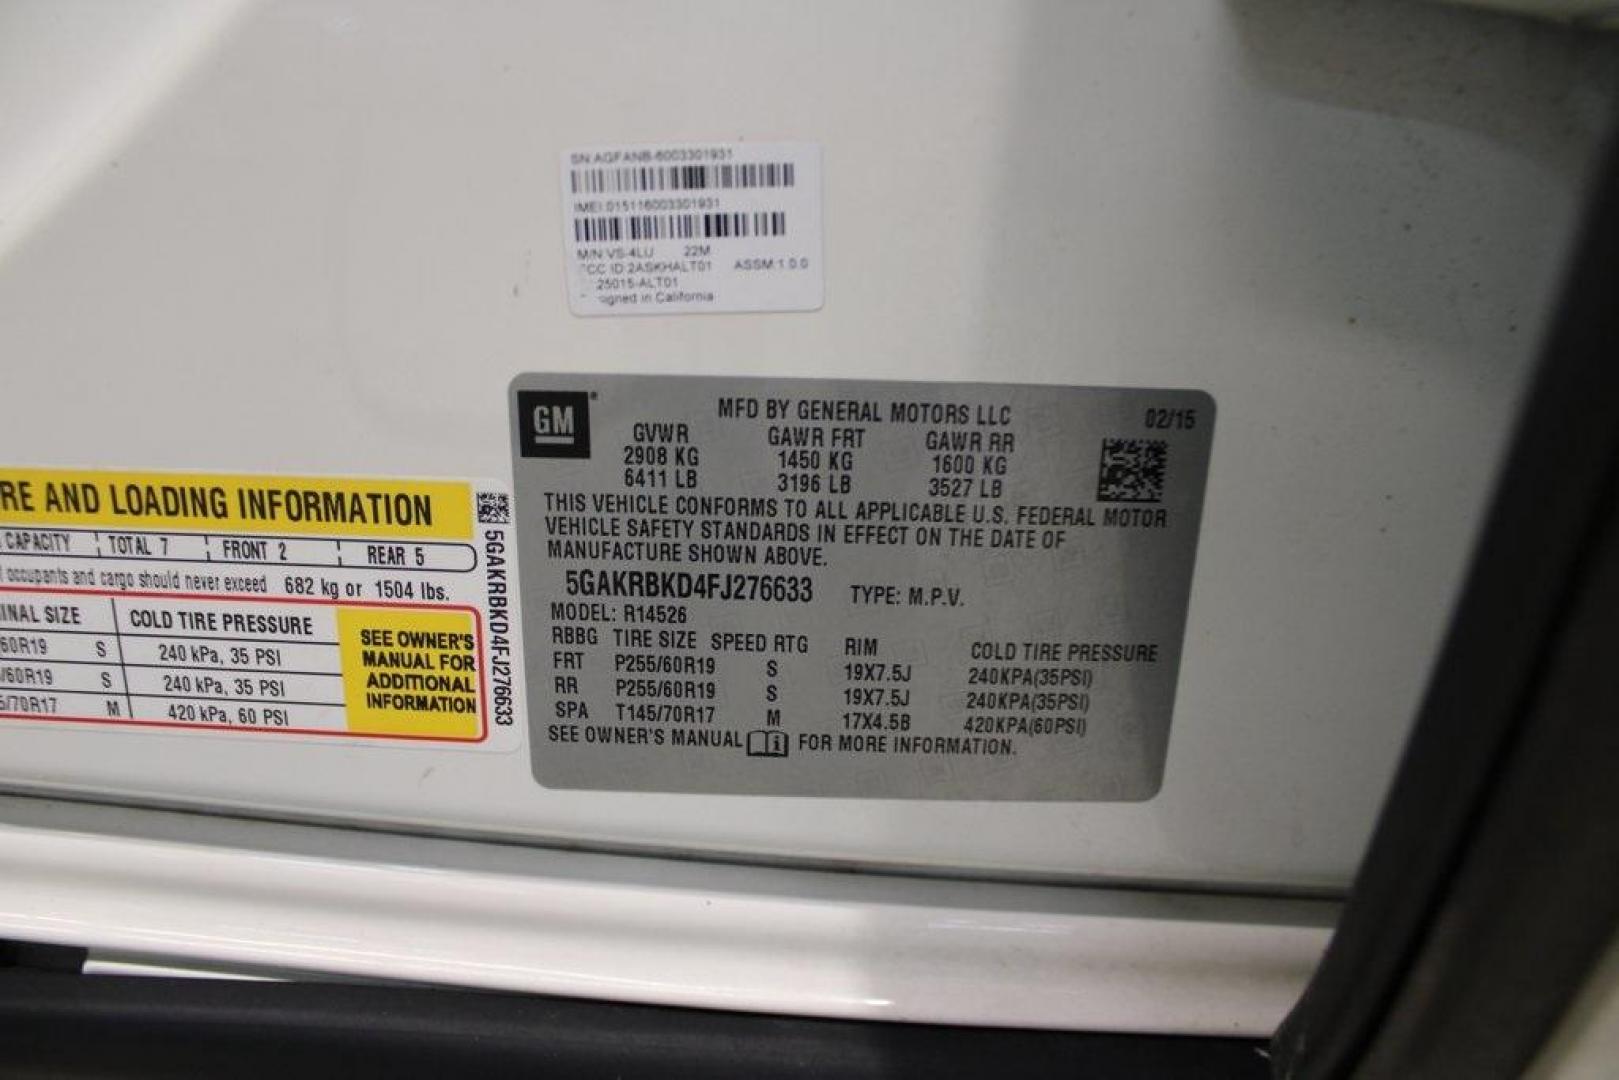 SN AGFANB-6003301931
IMEI 015116003301931
M/N VS-4LU 22M
CC ID 2ASKHALT01 ASSM 1.0.0
25015-ALT01
igned in California
GM
MFD BY GENERAL MOTORS LLC 02/15
GVWR GAWR FRT GAWR RR
2908 KG 1450 KG 1600 KG
6411 LB 3196 LB 3527 LB
THIS VEHICLE CONFORMS TO ALL APPLICABLE U.S. FEDERAL MOTOR
VEHICLE SAFETY STANDARDS IN EFFECT ON THE DATE OF
MANUFACTURE SHOWN ABOVE.
5GAKRBKD4FJ276633 TYPE: M.P.V.
MODEL: R14526
RBBG TIRE SIZE SPEED RTG RIM COLD TIRE PRESSURE
FRT P255/60R19 S 19X7.5J 240KPA(35PSI)
RR P255/60R19 S 19X7.5J 240KPA(35PSI)
SPA T145/70R17 M 17X4.5B 420KPA(60PSI)
SEE OWNER'S MANUAL FOR MORE INFORMATION.
RE AND LOADING INFORMATION
CAPACITY TOTAL 7 FRONT 2 REAR 5
occupants and cargo should never exceed 682 kg or 1504 lbs.
INAL SIZE COLD TIRE PRESSURE
60R19 S 240 kPa, 35 PSI
/60R19 S 240 kPa, 35 PSI
5/70R17 M 420 kPa, 60 PSI
SEE OWNER'S
MANUAL FOR
ADDITIONAL
INFORMATION
5GAKRBKD4FJ276633